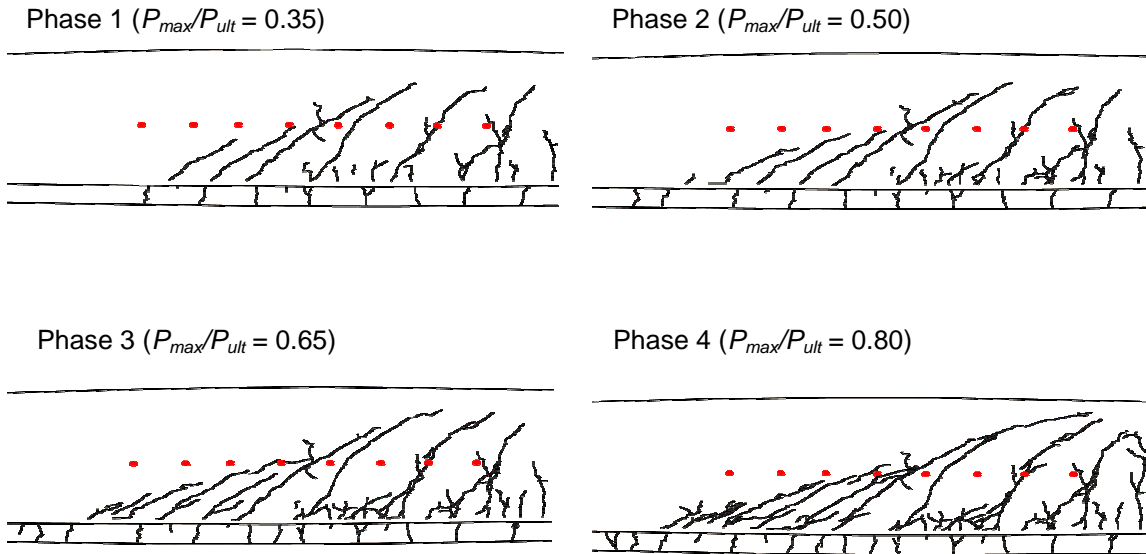 Phase 1 (Pmax/Pult = 0.35)
Phase 2 (Pmax/Pult = 0.50)
Phase 3 (Pmax/Pult = 0.65)
Phase 4 (Pmax/Pult = 0.80)